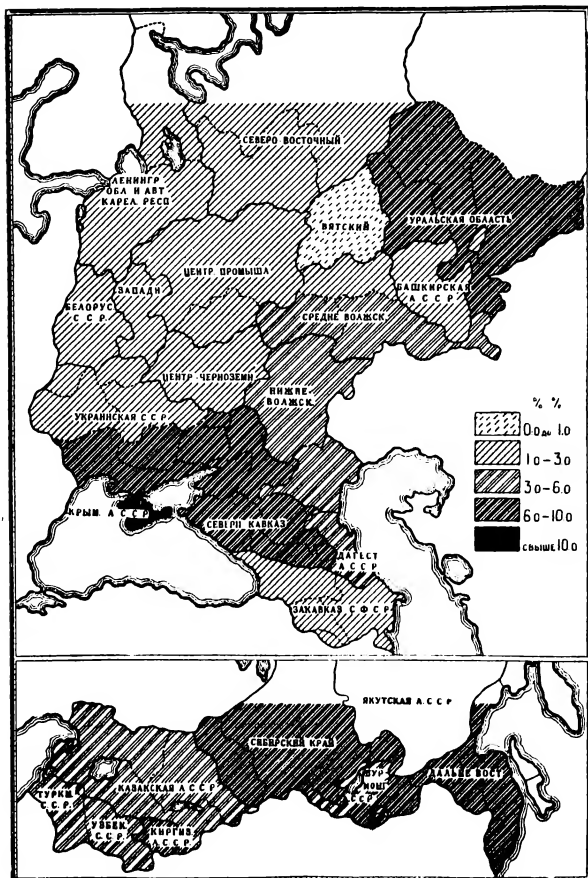 СЕВЕРО ВОСТОЧНЫЙ
ЛЕНИНГР
ОБЛ И АВТ
КАРЕЛ. РЕСП
ВЯТСКИЙ
УРАЛЬСКАЯ ОБЛАСТЬ
ЦЕНТР. ПРОМЫШЛ
ЗАПАДН
БАШКИРСКАЯ
А С С Р
БЕЛОРУС
С С Р.
СРЕДНЕ ВОЛЖСК.
ЦЕНТР ЧЕРНОЗЕМН
НИЖНЕ-
ВОЛЖСК.
УКРАИНСКАЯ С С Р
КРЫМ. А С С Р
СЕВЕРН КАВКАЗ
ДАГЕСТ
А С С Р
ЗАКАВКАЗ С Ф С Р
% %
0.0 до 1.0
1.0–3.0
3.0–6.0
6.0–10.0
СВЫШЕ 10.0
ЯКУТСКАЯ А.С С Р
СИБИРСКИЙ КРАЙ
БУР
МОНГ
АССР
ДАЛЬНЕ ВОСТ.
КАЗАКСКАЯ А С С Р
ТУРКМ.
С.С Р.
УЗБЕК.
С.С Р.
КИРГИЗ.
А.С С Р.